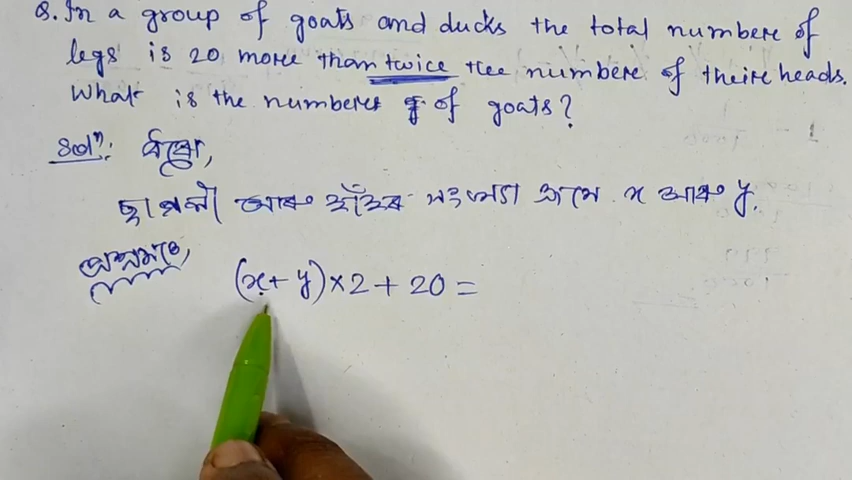 Q. In a group of goats and ducks the total number of
legs is 20 more than twice the number of their heads.
What is the number of goats?
Solⁿ: ধৰো,
ছাগলী আৰু হাঁহৰ সংখ্যা ক্ৰমে x আৰু y.
প্ৰশ্নমতে,
(x + y) × 2 + 20 =